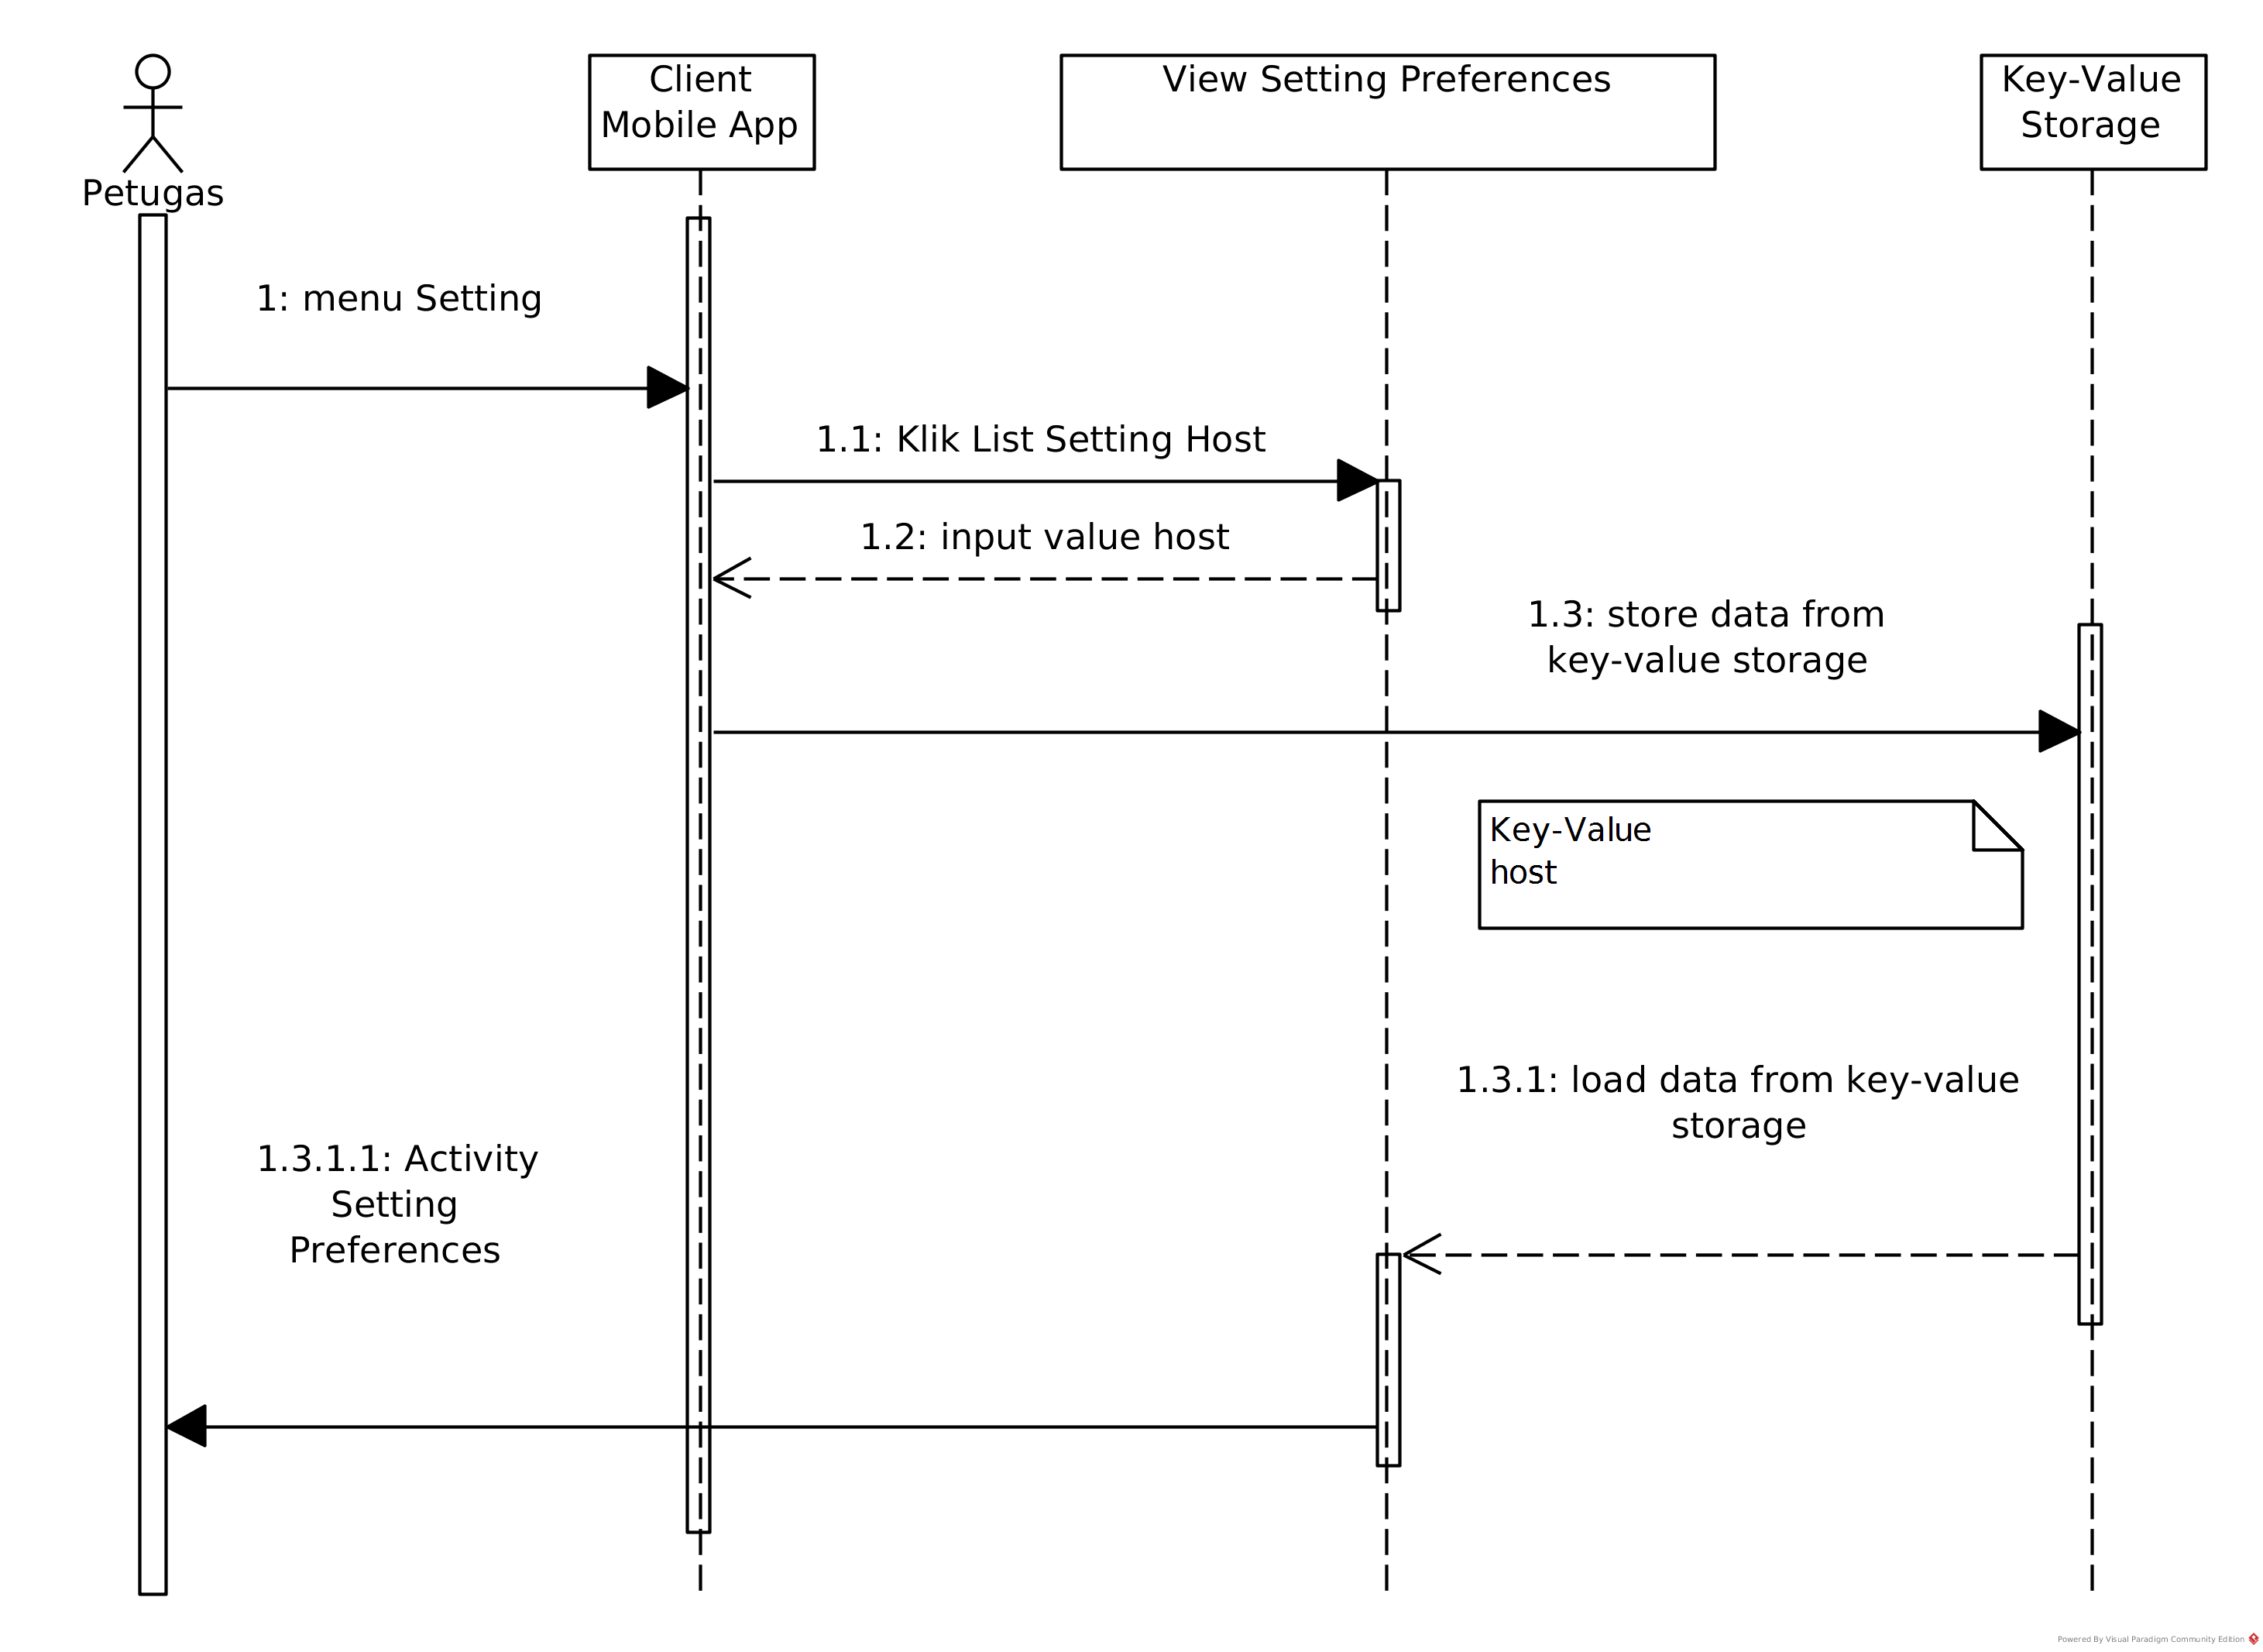 Petugas
Client
Mobile App
View Setting Preferences
Key-Value
Storage
1: menu Setting
1.1: Klik List Setting Host
1.2: input value host
1.3: store data from
key-value storage
Key-Value
host
1.3.1: load data from key-value
storage
1.3.1.1: Activity
Setting
Preferences
Powered By Visual Paradigm Community Edition